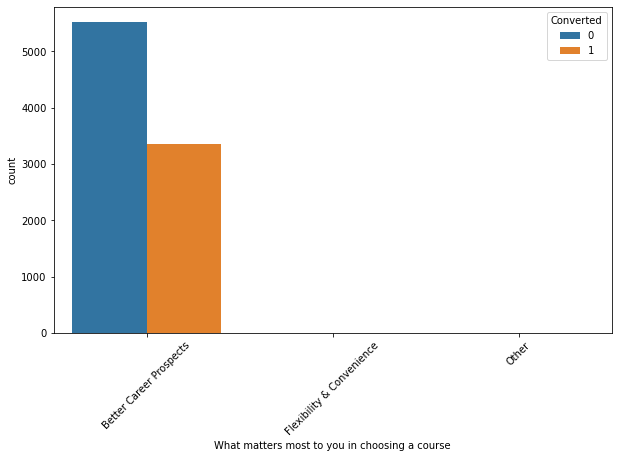 Converted
0
1
5000
4000
3000
2000
1000
0
count
Better Career Prospects
Flexibility & Convenience
Other
What matters most to you in choosing a course